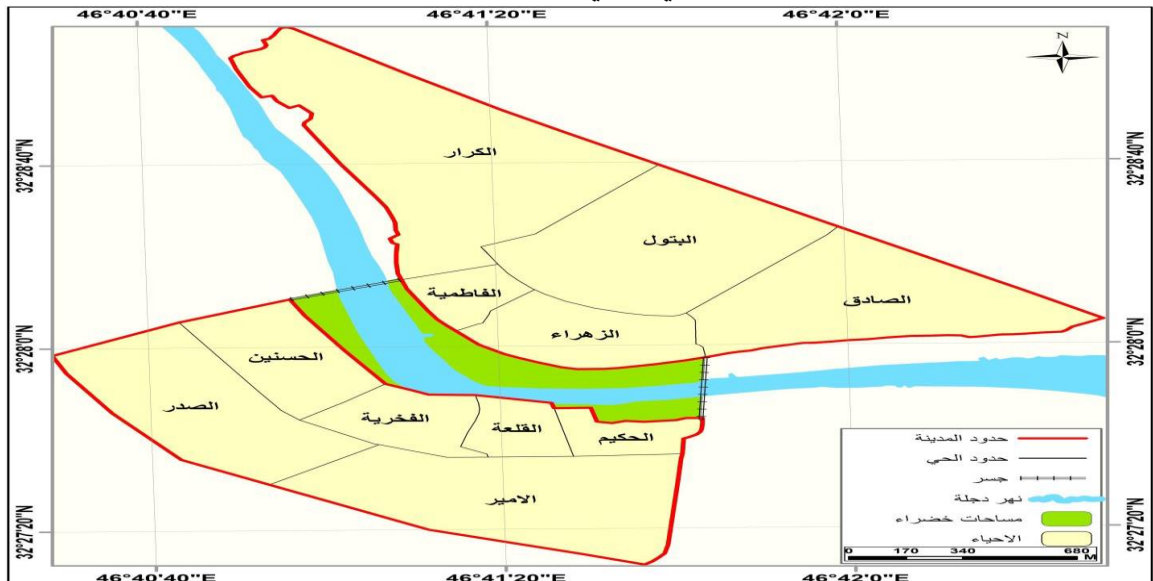 46°40'40"E 46°41'20"E 46°42'0"E
N
32°28'40"N
32°28'0"N
32°27'20"N
32°28'40"N
32°28'0"N
32°27'20"N
الكرار
البتول
الصادق
الفاطمية
الزهراء
الحسنين
الصدر
الفخرية
القلعة
الحكيم
الامير
حدود المدينة
حدود الحي
جسر
نهر دجلة
مساحات خضراء
الاحياء
0 170 340 680
M
46°40'40"E 46°41'20"E 46°42'0"E